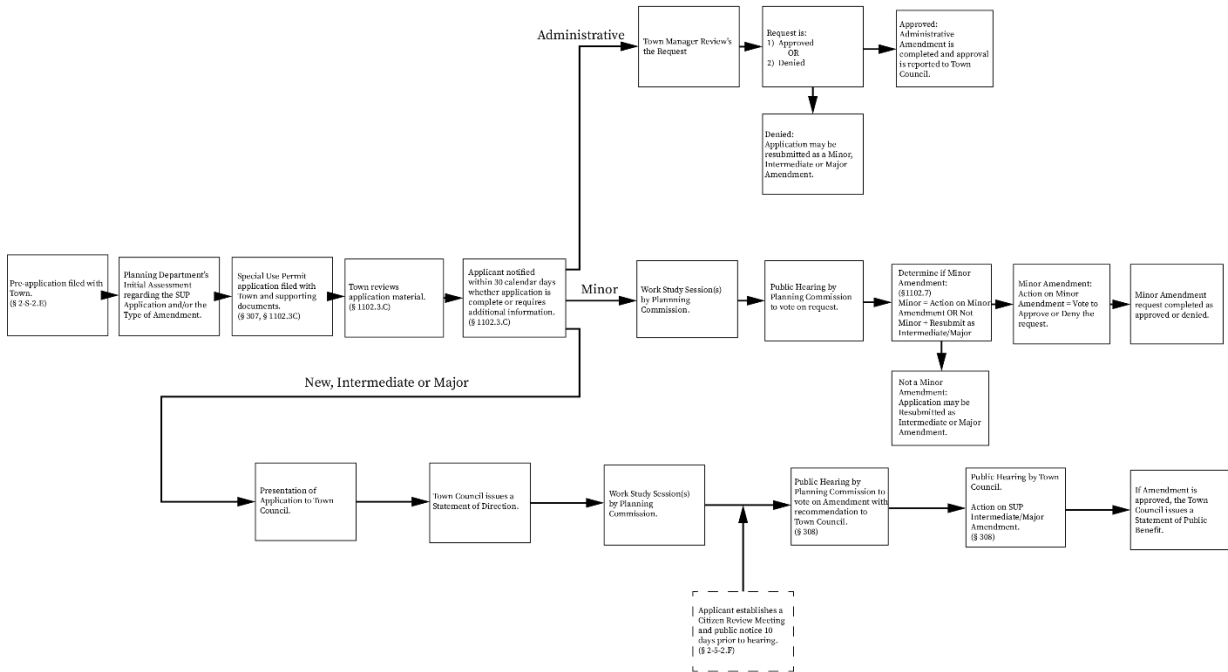 Administrative
Town Manager Review's
the Request
Request is:
1) Approved
OR
2) Denied
Approved:
Administrative
Amendment is
completed and approval
is reported to Town
Council.
Denied:
Application may be
resubmitted as a Minor,
Intermediate or Major
Amendment.
Pre-application filed with
Town.
(§ 2-5-2.E)
Planning Department's
Initial Assessment
regarding the SUP
Application and/or the
Type of Amendment.
Special Use Permit
application filed with
Town and supporting
documents.
(§ 307, § 1102.3C)
Town reviews
application material.
(§ 1102.3.C)
Applicant notified
within 30 calendar days
whether application is
complete or requires
additional information.
(§ 1102.3.C)
Minor
Work Study Session(s)
by Plannning
Commission.
Public Hearing by
Planning Commission
to vote on request.
Determine if Minor
Amendment:
(§1102.7)
Minor = Action on Minor
Amendment OR Not
Minor = Resubmit as
Intermediate/Major
Minor Amendment:
Action on Minor
Amendment = Vote to
Approve or Deny the
request.
Minor Amendment
request completed as
approved or denied.
Not a Minor
Amendment:
Application may be
Resubmitted as
Intermediate or Major
Amendment.
New, Intermediate or Major
Presentation of
Application to Town
Council.
Town Council issues a
Statement of Direction.
Work Study Session(s)
by Planning
Commission.
Public Hearing by
Planning Commission to
vote on Amendment with
recommendation to
Town Council.
(§ 308)
Public Hearing by Town
Council.
Action on SUP
Intermediate/Major
Amendment.
(§ 308)
If Amendment is
approved, the Town
Council issues a
Statement of Public
Benefit.
Applicant establishes a
Citizen Review Meeting
and public notice 10
days prior to hearing.
(§ 2-5-2.F)